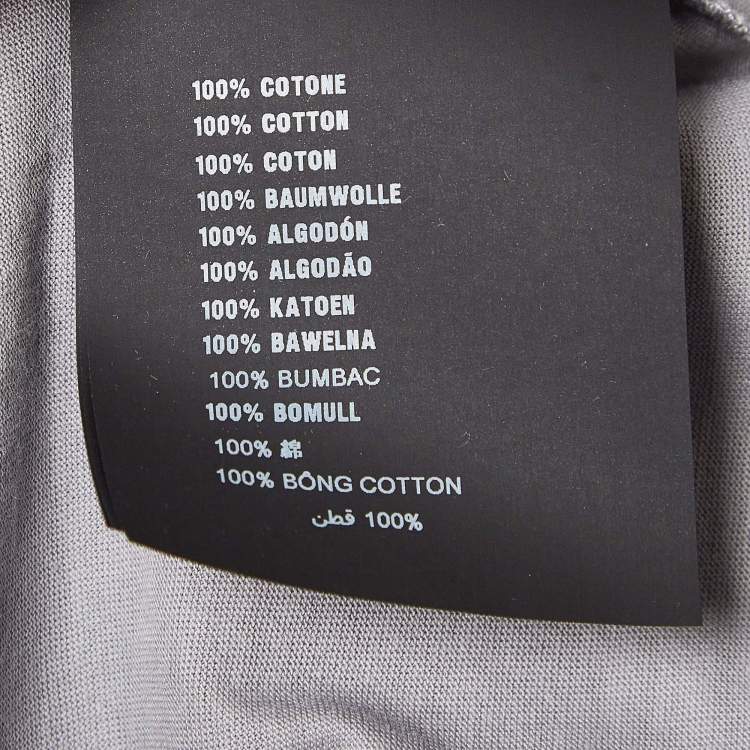 100% COTONE
100% COTTON
100% COTON
100% BAUMWOLLE
100% ALGODÓN
100% ALGODÃO
100% KATOEN
100% BAWELNA
100% BUMBAC
100% BOMULL
100% 綿
100% BÔNG COTTON
100% قطن